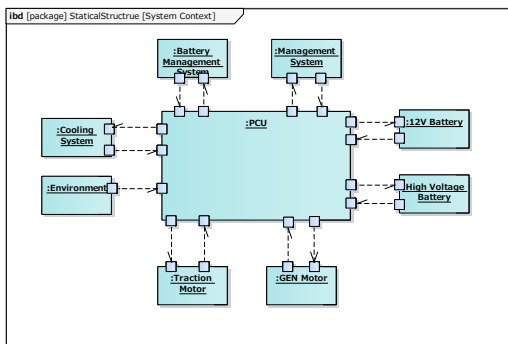 ibd [package] StaticalStructrue [System Context]
:Battery
Management
System
:Management
System
:PCU
:Cooling
System
:12V Battery
:Environment
High Voltage
Battery
:Traction
Motor
:GEN Motor